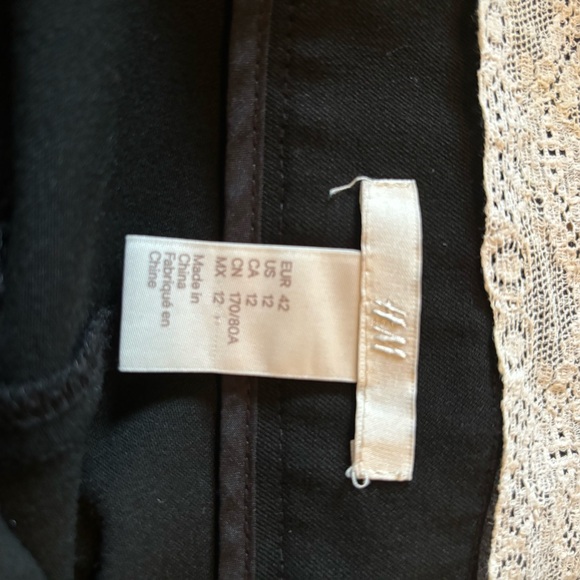 H&M
EUR 42
US 12
CA 12
CN 170/80A
MX 12
Made in
China
Fabriqué en
Chine